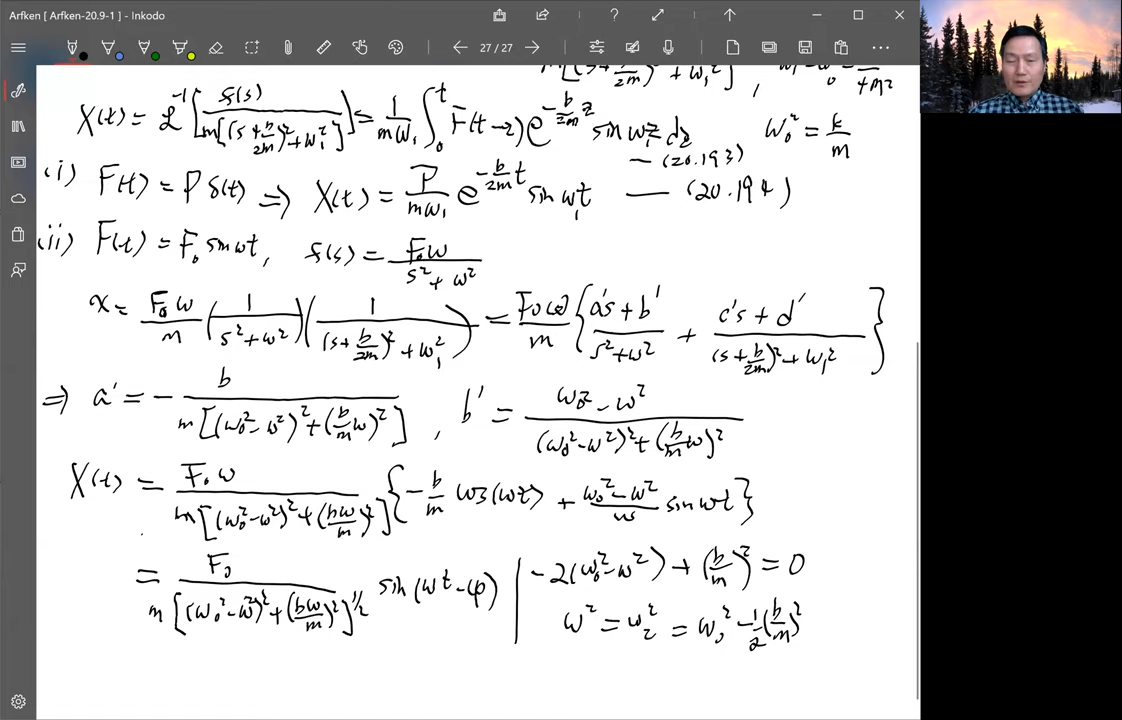 Arfken [ Arfken-20.9-1 ] - Inkodo
27 / 27
m[(s+b/2m)² + ω₁²] , 4m²
X(t) = ℒ⁻¹[f(s) / m[(s+b/2m)²+ω₁²]] = 1/(mω₁) ∫₀ᵗ F(t-z) e^(-b/2m z) sin ω₁z dz   ω₀² = k/m
— (20.193)
(i) F(t) = P δ(t) ⇒ X(t) = P/(mω₁) e^(-b/2m t) sin ω₁t — (20.194)
(ii) F(t) = F₀ sin ωt, f(s) = F₀ω/(s² + ω²)
x = F₀ω/m (1/(s²+ω²)) (1/((s+b/2m)²+ω₁²)) = F₀ω/m {(a's + b')/(s²+ω²) + (c's + d')/((s+b/2m)²+ω₁²)}
⇒ a' = - b/(m[(ω₀²-ω²)²+(b/m ω)²]) , b' = (ω₀²-ω²)/((ω₀²-ω²)²+(b/m ω)²)
X(t) = F₀ω/(m[(ω₀²-ω²)²+(bω/m)²]) {- b/m cos(ωt) + (ω₀²-ω²)/ω sin ωt}
= F₀/(m[(ω₀²-ω²)²+(bω/m)²]^(1/2)) sin(ωt-φ) | -2(ω₀²-ω²) + (b/m)² = 0
ω² = ω₂² = ω₀² - 1/2 (b/m)²